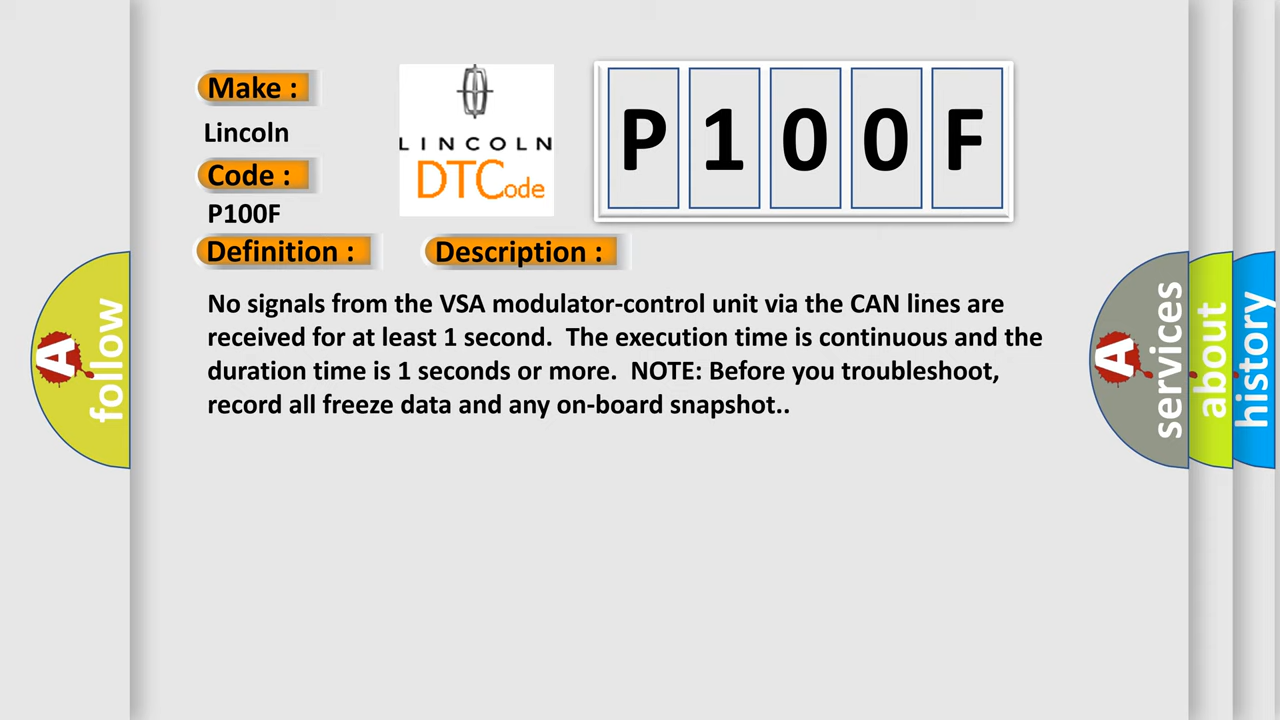 Make :
Lincoln
Code :
P100F
Definition :
Description :
LINCOLN
DTCode
P100F
No signals from the VSA modulator-control unit via the CAN lines are
received for at least 1 second  The execution time is continuous and the
duration time is 1 seconds or more  NOTE: Before you troubleshoot,
record all freeze data and any on-board snapshot..
A
follow
A
services
about
history